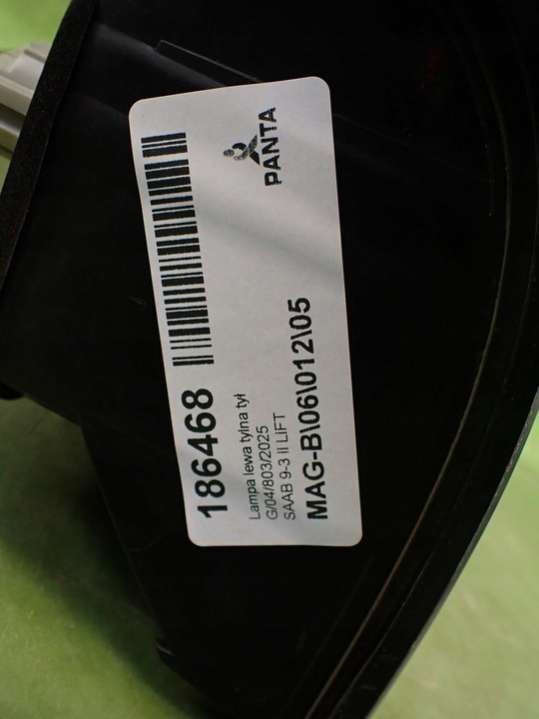 PANTA
186468
Lampa lewa tylna tył
G/04/803/2025
SAAB 9-3 II LIFT
MAG-B\06\012\05